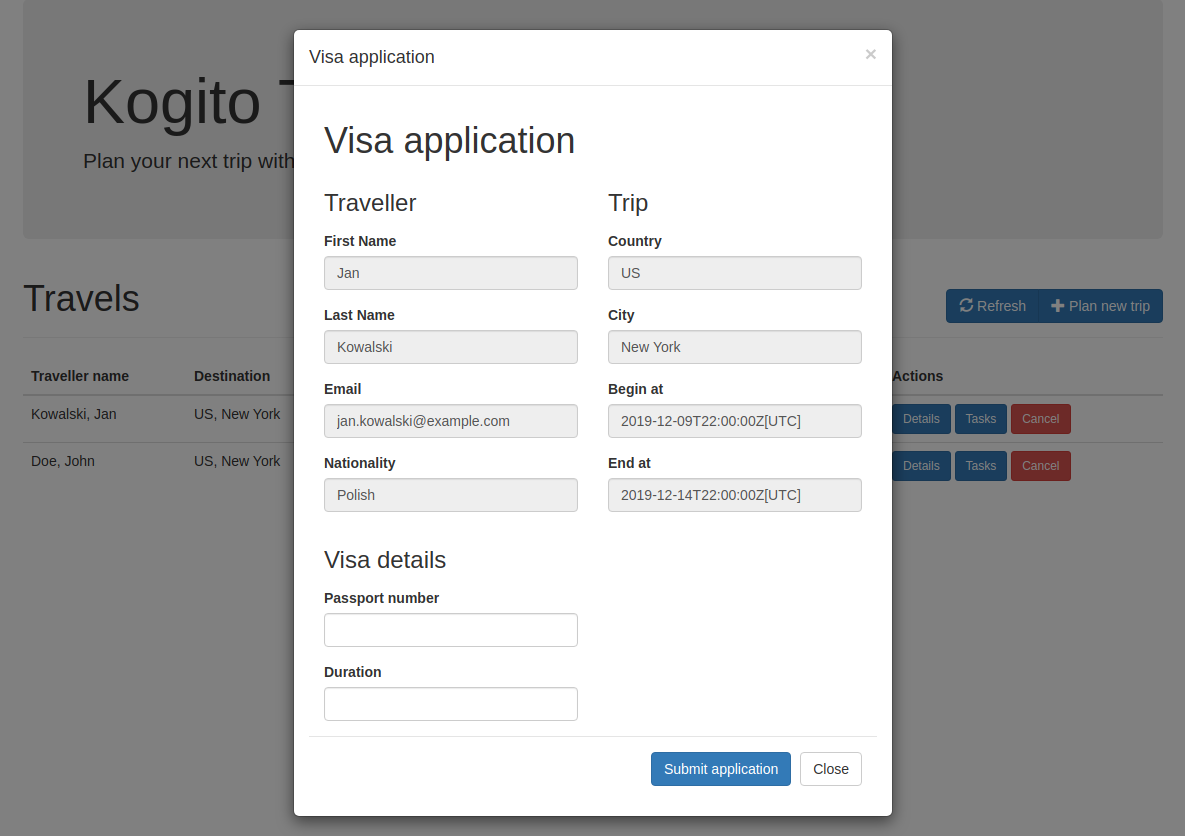 Visa application
×
Kogito
Plan your next trip with
Visa application
Traveller
Trip
First Name
Country
Jan
US
Last Name
City
Kowalski
New York
Email
Begin at
jan.kowalski@example.com
2019-12-09T22:00:00Z[UTC]
Nationality
End at
Polish
2019-12-14T22:00:00Z[UTC]
Visa details
Passport number
Duration
Submit application
Close
Travels
Refresh
Plan new trip
Traveller name
Destination
Actions
Kowalski, Jan
US, New York
Details
Tasks
Cancel
Doe, John
US, New York
Details
Tasks
Cancel